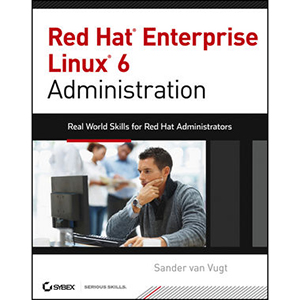 Red Hat® Enterprise
Linux® 6
Administration
Real World Skills for Red Hat Administrators
Sander van Vugt
SYBEX
SERIOUS SKILLS.